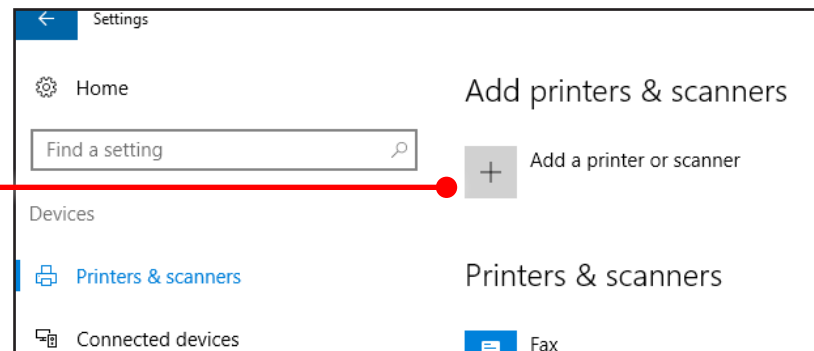 Settings
Home
Find a setting
Devices
Printers & scanners
Connected devices
Add printers & scanners
Add a printer or scanner
Printers & scanners
Fax